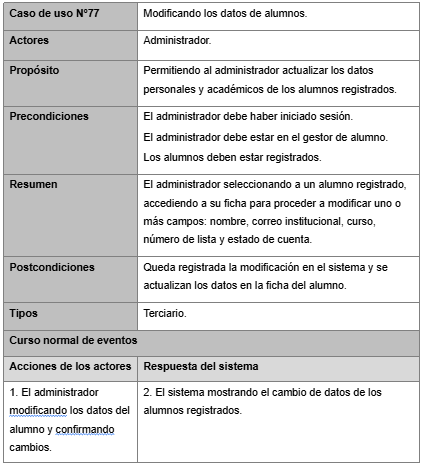 Caso de uso N°77 Modificando los datos de alumnos.
Actores Administrador.
Propósito Permitiendo al administrador actualizar los datos
personales y académicos de los alumnos registrados.
Precondiciones El administrador debe haber iniciado sesión.
El administrador debe estar en el gestor de alumno.
Los alumnos deben estar registrados.
Resumen El administrador seleccionando a un alumno registrado,
accediendo a su ficha para proceder a modificar uno o
más campos: nombre, correo institucional, curso,
número de lista y estado de cuenta.
Postcondiciones Queda registrada la modificación en el sistema y se
actualizan los datos en la ficha del alumno.
Tipos Terciario.
Curso normal de eventos
Acciones de los actores Respuesta del sistema
1. El administrador
modificando los datos del
alumno y confirmando
cambios.
2. El sistema mostrando el cambio de datos de los
alumnos registrados.